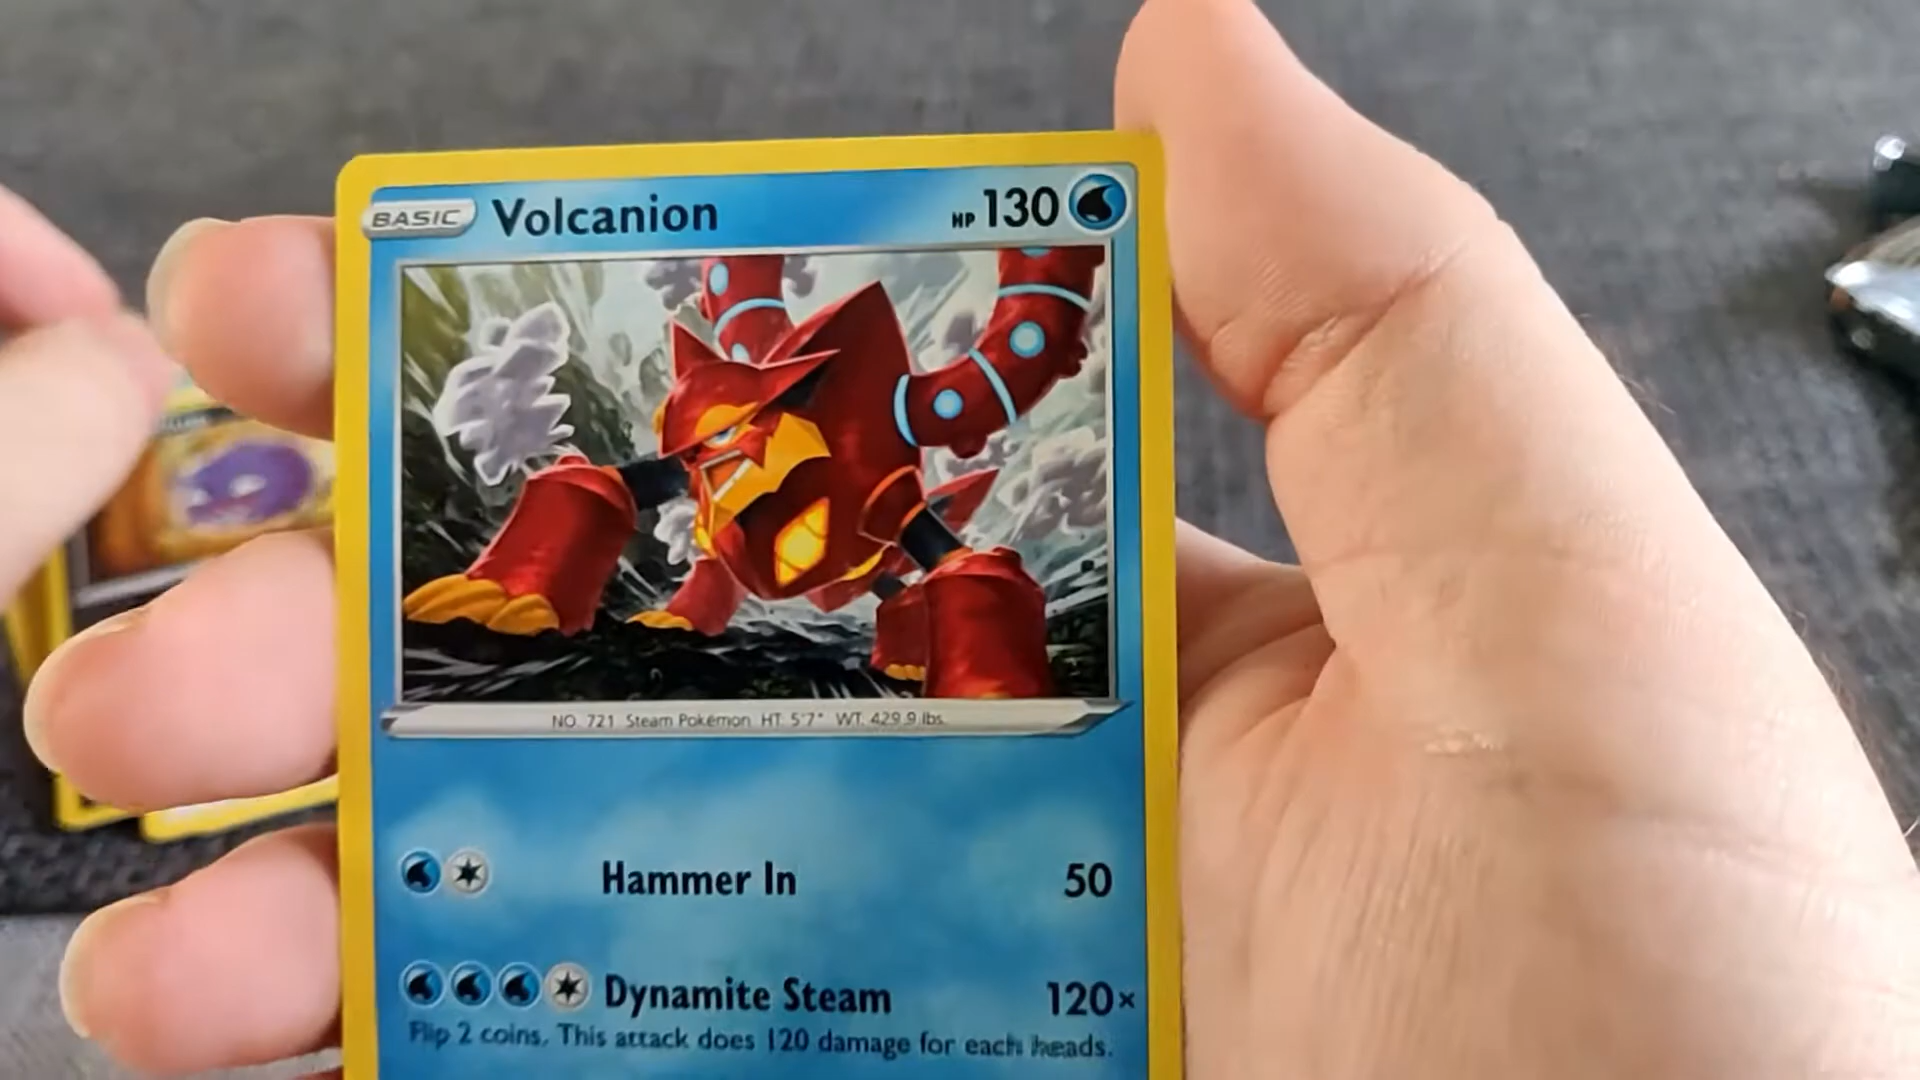 BASIC Volcanion HP 130
NO. 721 Steam Pokémon HT. 5'7" WT. 429.9 lbs.
Hammer In 50
Dynamite Steam 120×
Flip 2 coins. This attack does 120 damage for each heads.